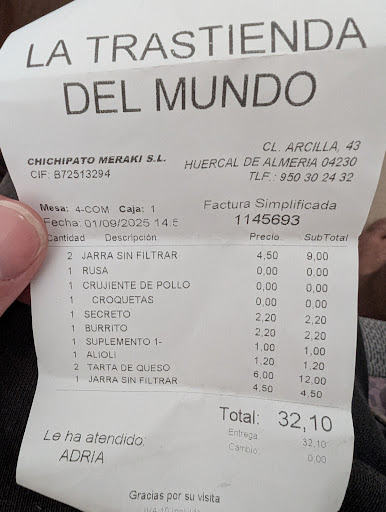 LA TRASTIENDA
DEL MUNDO
CHICHIPATO MERAKI S.L.
CIF: B72513294
CL. ARCILLA, 43
HUERCAL DE ALMERIA 04230
TLF.: 950 30 24 32
Mesa: 4-COM Caja: 1
Fecha: 01/09/2025 14:5
Factura Simplificada
1145693
Cantidad Descripción Precio SubTotal
2 JARRA SIN FILTRAR 4,50 9,00
1 RUSA 0,00 0,00
1 CRUJIENTE DE POLLO 0,00 0,00
1 CROQUETAS 0,00 0,00
1 SECRETO 2,20 2,20
1 BURRITO 2,20 2,20
1 SUPLEMENTO 1- 1,00 1,00
1 ALIOLI 1,20 1,20
2 TARTA DE QUESO 6,00 12,00
1 JARRA SIN FILTRAR 4,50 4,50
Total: 32,10
Entrega: 32,10
Cambio: 0,00
Le ha atendido:
ADRIA
Gracias por su visita